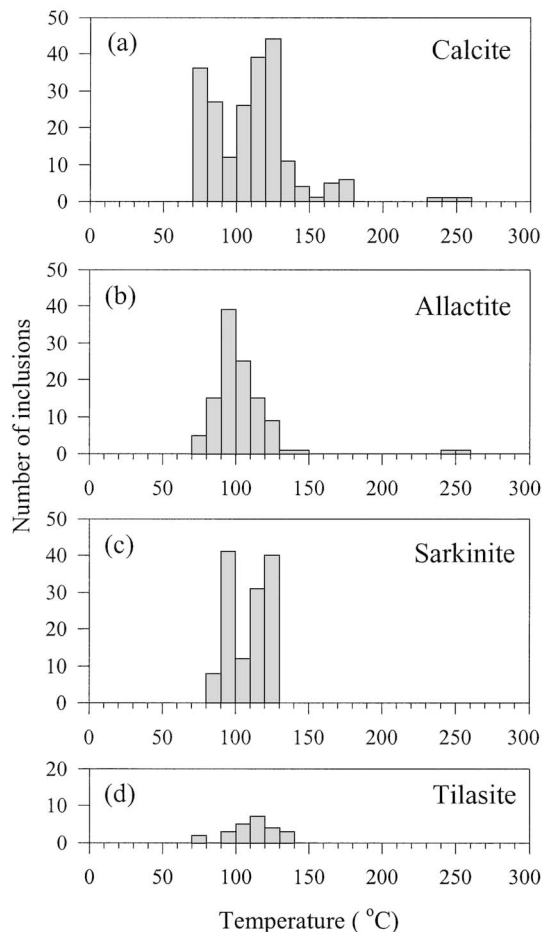 Number of inclusions
(a) Calcite
50
40
30
20
10
0
0 50 100 150 200 250 300
(b) Allactite
50
40
30
20
10
0
0 50 100 150 200 250 300
(c) Sarkinite
50
40
30
20
10
0
0 50 100 150 200 250 300
(d) Tilasite
20
10
0
0 50 100 150 200 250 300
Temperature ( °C)